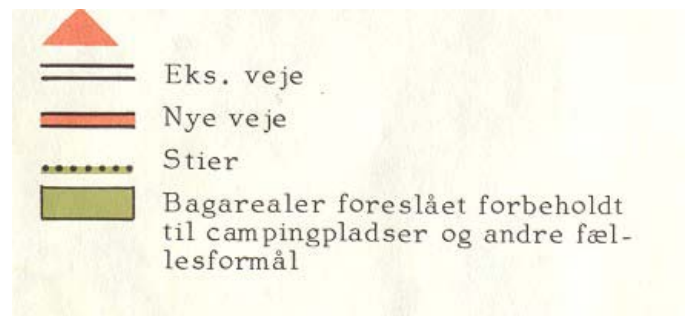 Eks. veje
Nye veje
Stier
Bagarealer foreslået forbeholdt
til campingpladser og andre fæl-
lesformål